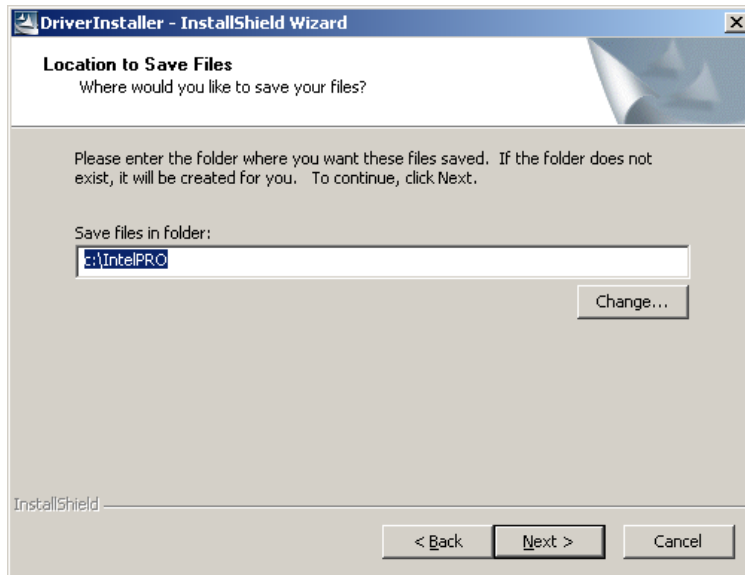 DriverInstaller - InstallShield Wizard
Location to Save Files
Where would you like to save your files?
Please enter the folder where you want these files saved.  If the folder does not
exist, it will be created for you.   To continue, click Next.
Save files in folder:
c:\IntelPRO
Change...
InstallShield
< Back
Next >
Cancel